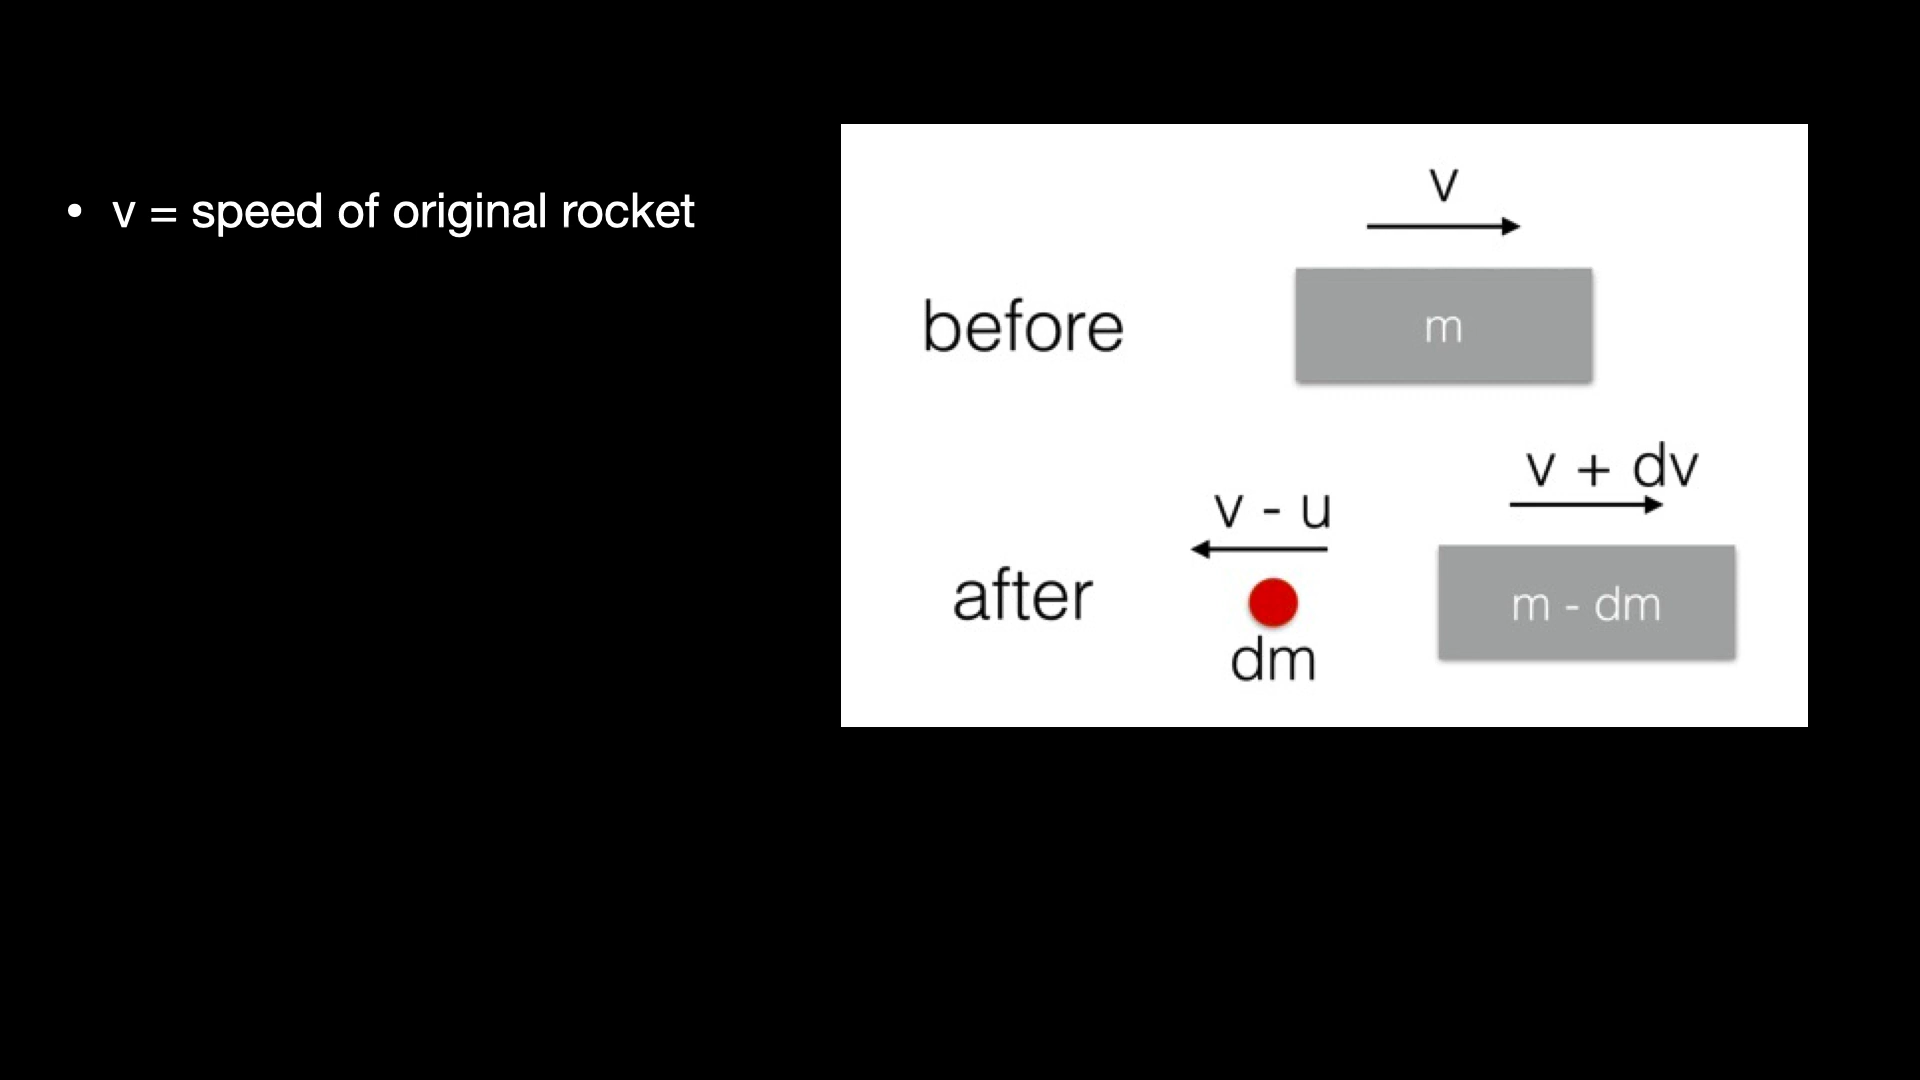 • v = speed of original rocket
v
before
m
v + dv
v - u
after
m - dm
dm